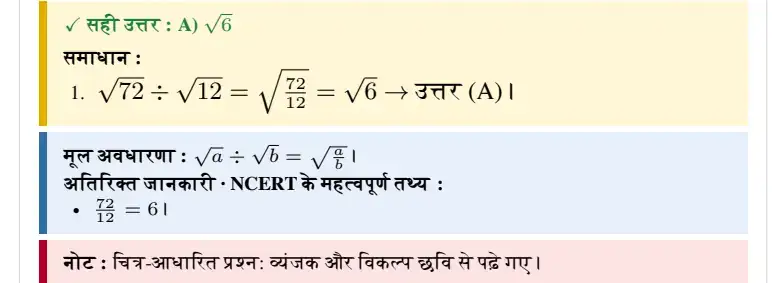 ✓ सही उत्तर : A) √6
समाधान :
1. √72 ÷ √12 = √(72/12) = √6 → उत्तर (A)।
मूल अवधारणा : √a ÷ √b = √(a/b)।
अतिरिक्त जानकारी · NCERT के महत्वपूर्ण तथ्य :
• 72/12 = 6।
नोट : चित्र-आधारित प्रश्न: व्यंजक और विकल्प छवि से पढ़े गए।